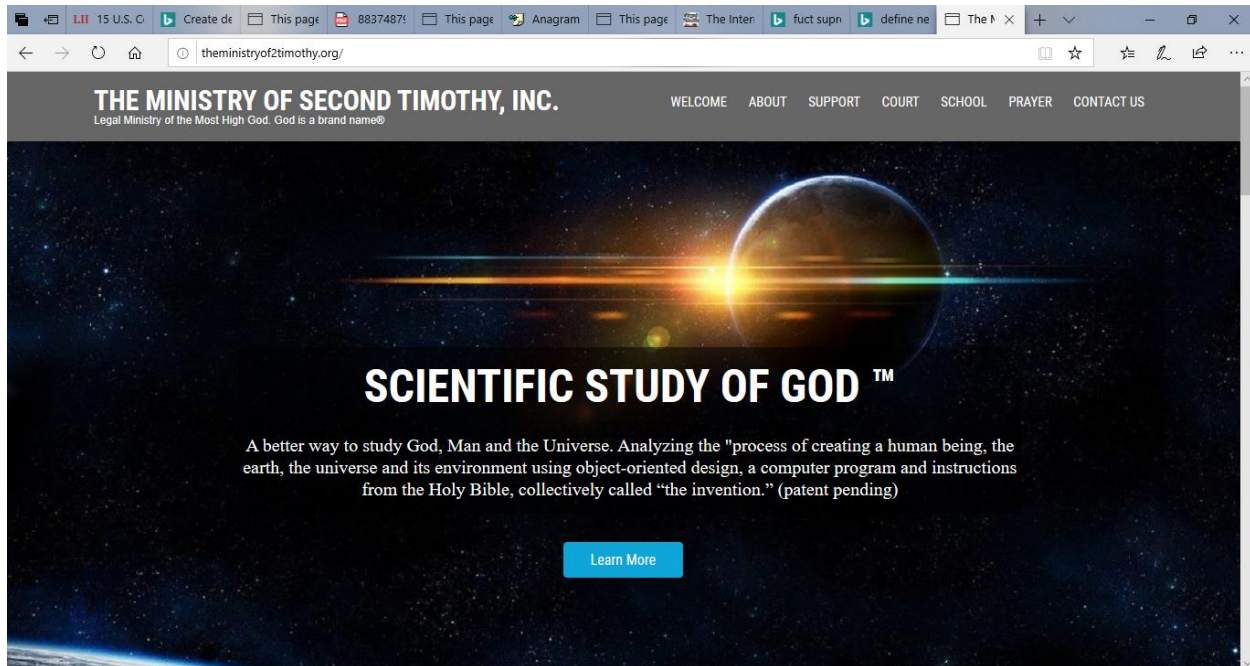 15 U.S. C
Create de
This page
88374879
This page
Anagram
This page
The Inter
fuct supr
define ne
The M
theministryof2timothy.org/
THE MINISTRY OF SECOND TIMOTHY, INC.
Legal Ministry of the Most High God. God is a brand name®
WELCOME ABOUT SUPPORT COURT SCHOOL PRAYER CONTACT US
SCIENTIFIC STUDY OF GOD ™
A better way to study God, Man and the Universe. Analyzing the "process of creating a human being, the
earth, the universe and its environment using object-oriented design, a computer program and instructions
from the Holy Bible, collectively called “the invention.” (patent pending)
Learn More